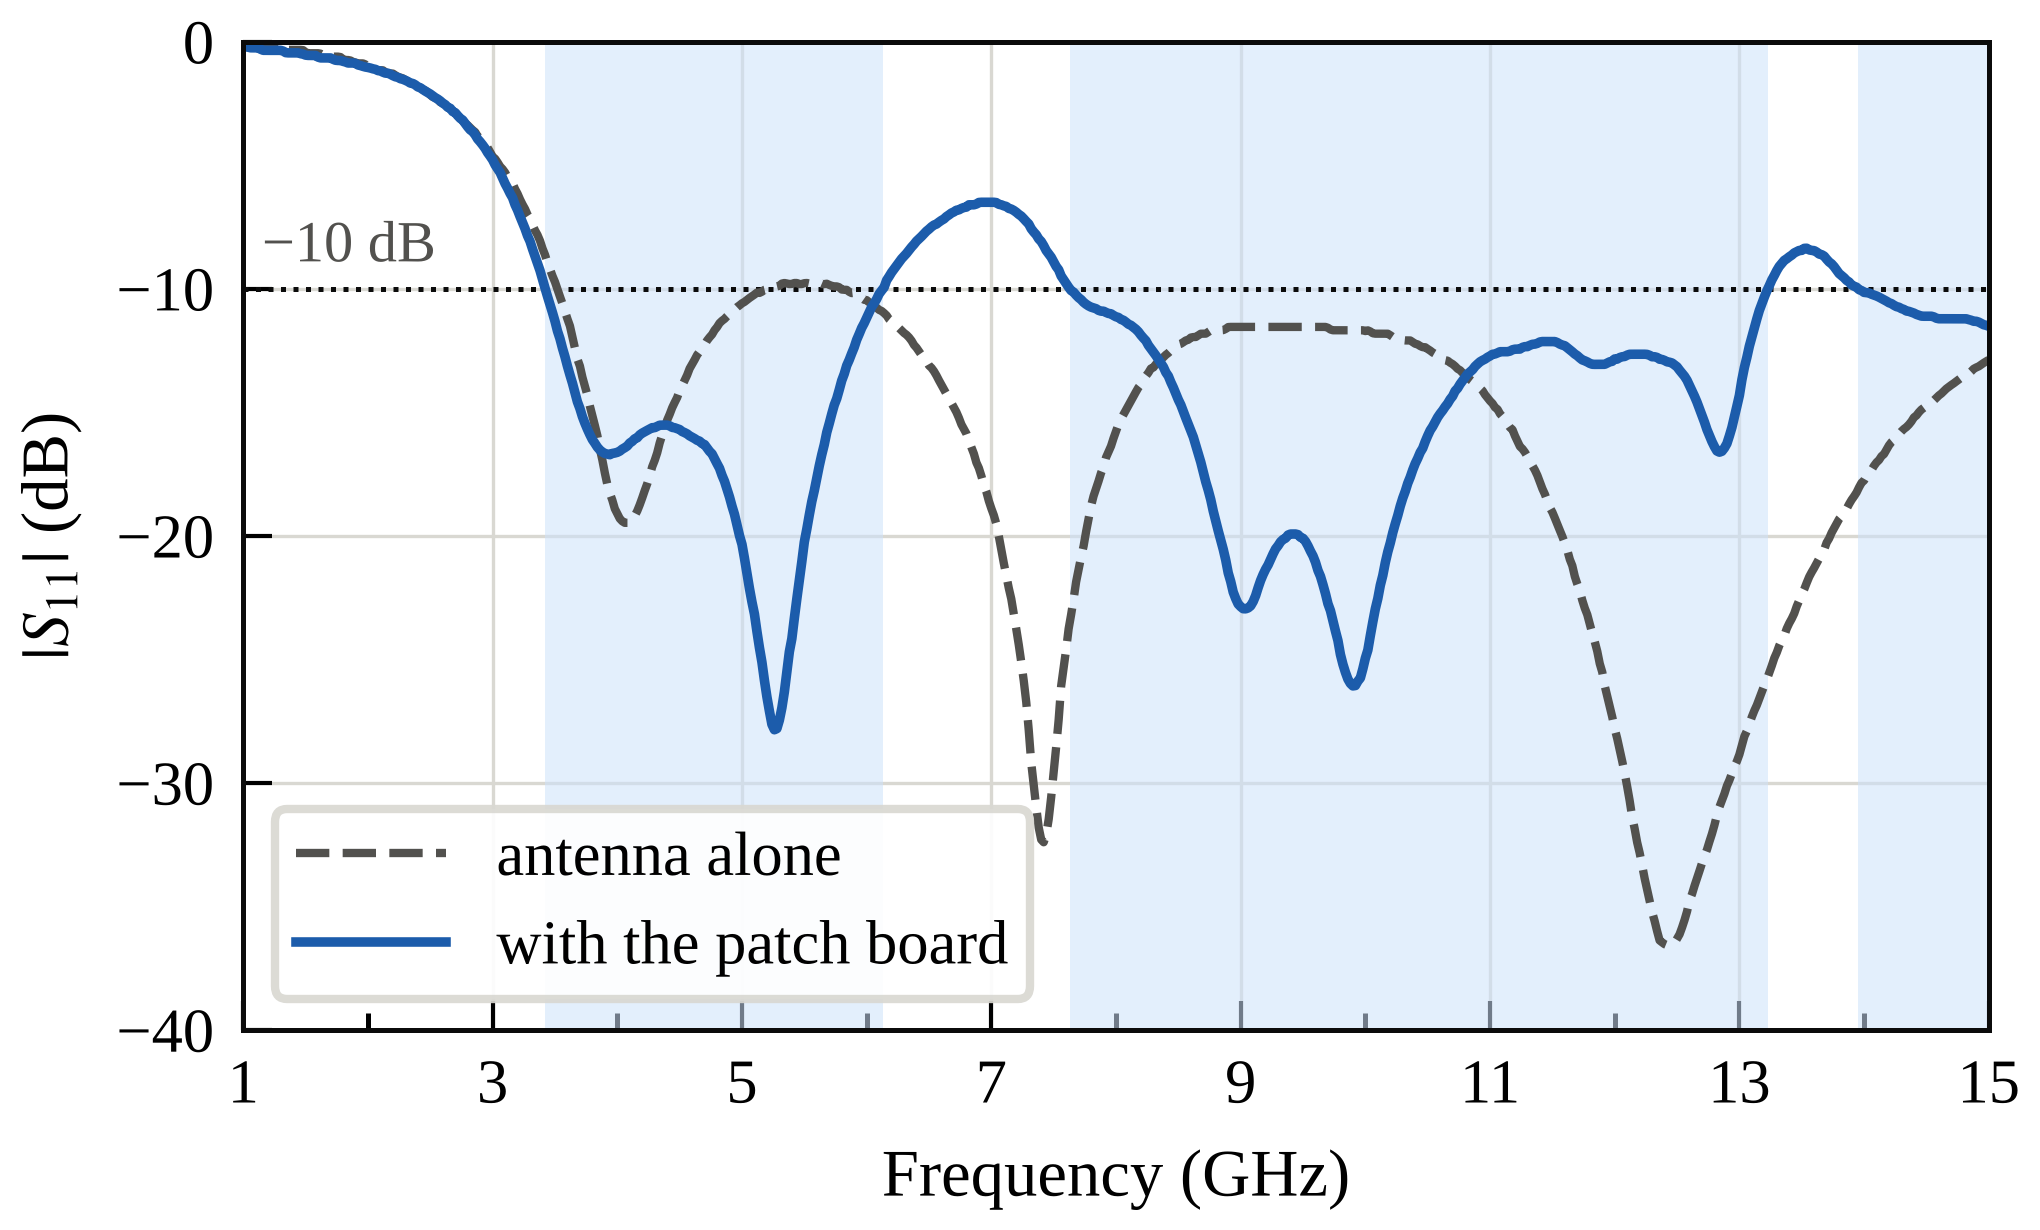 0
−10
−20
−30
−40
|S₁₁| (dB)
−10 dB
antenna alone
with the patch board
1 3 5 7 9 11 13 15
Frequency (GHz)